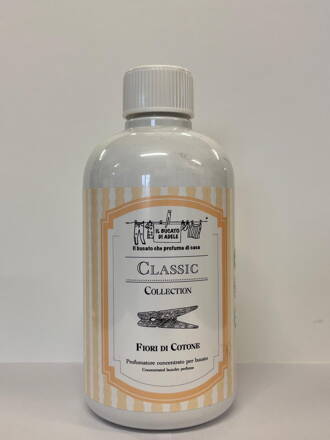 IL BUCATO
DI ADELE
Il bucato che profuma di casa
CLASSIC
COLLECTION
FIORI DI COTONE
Profumatore concentrato per bucato
Concentrated laundry perfume